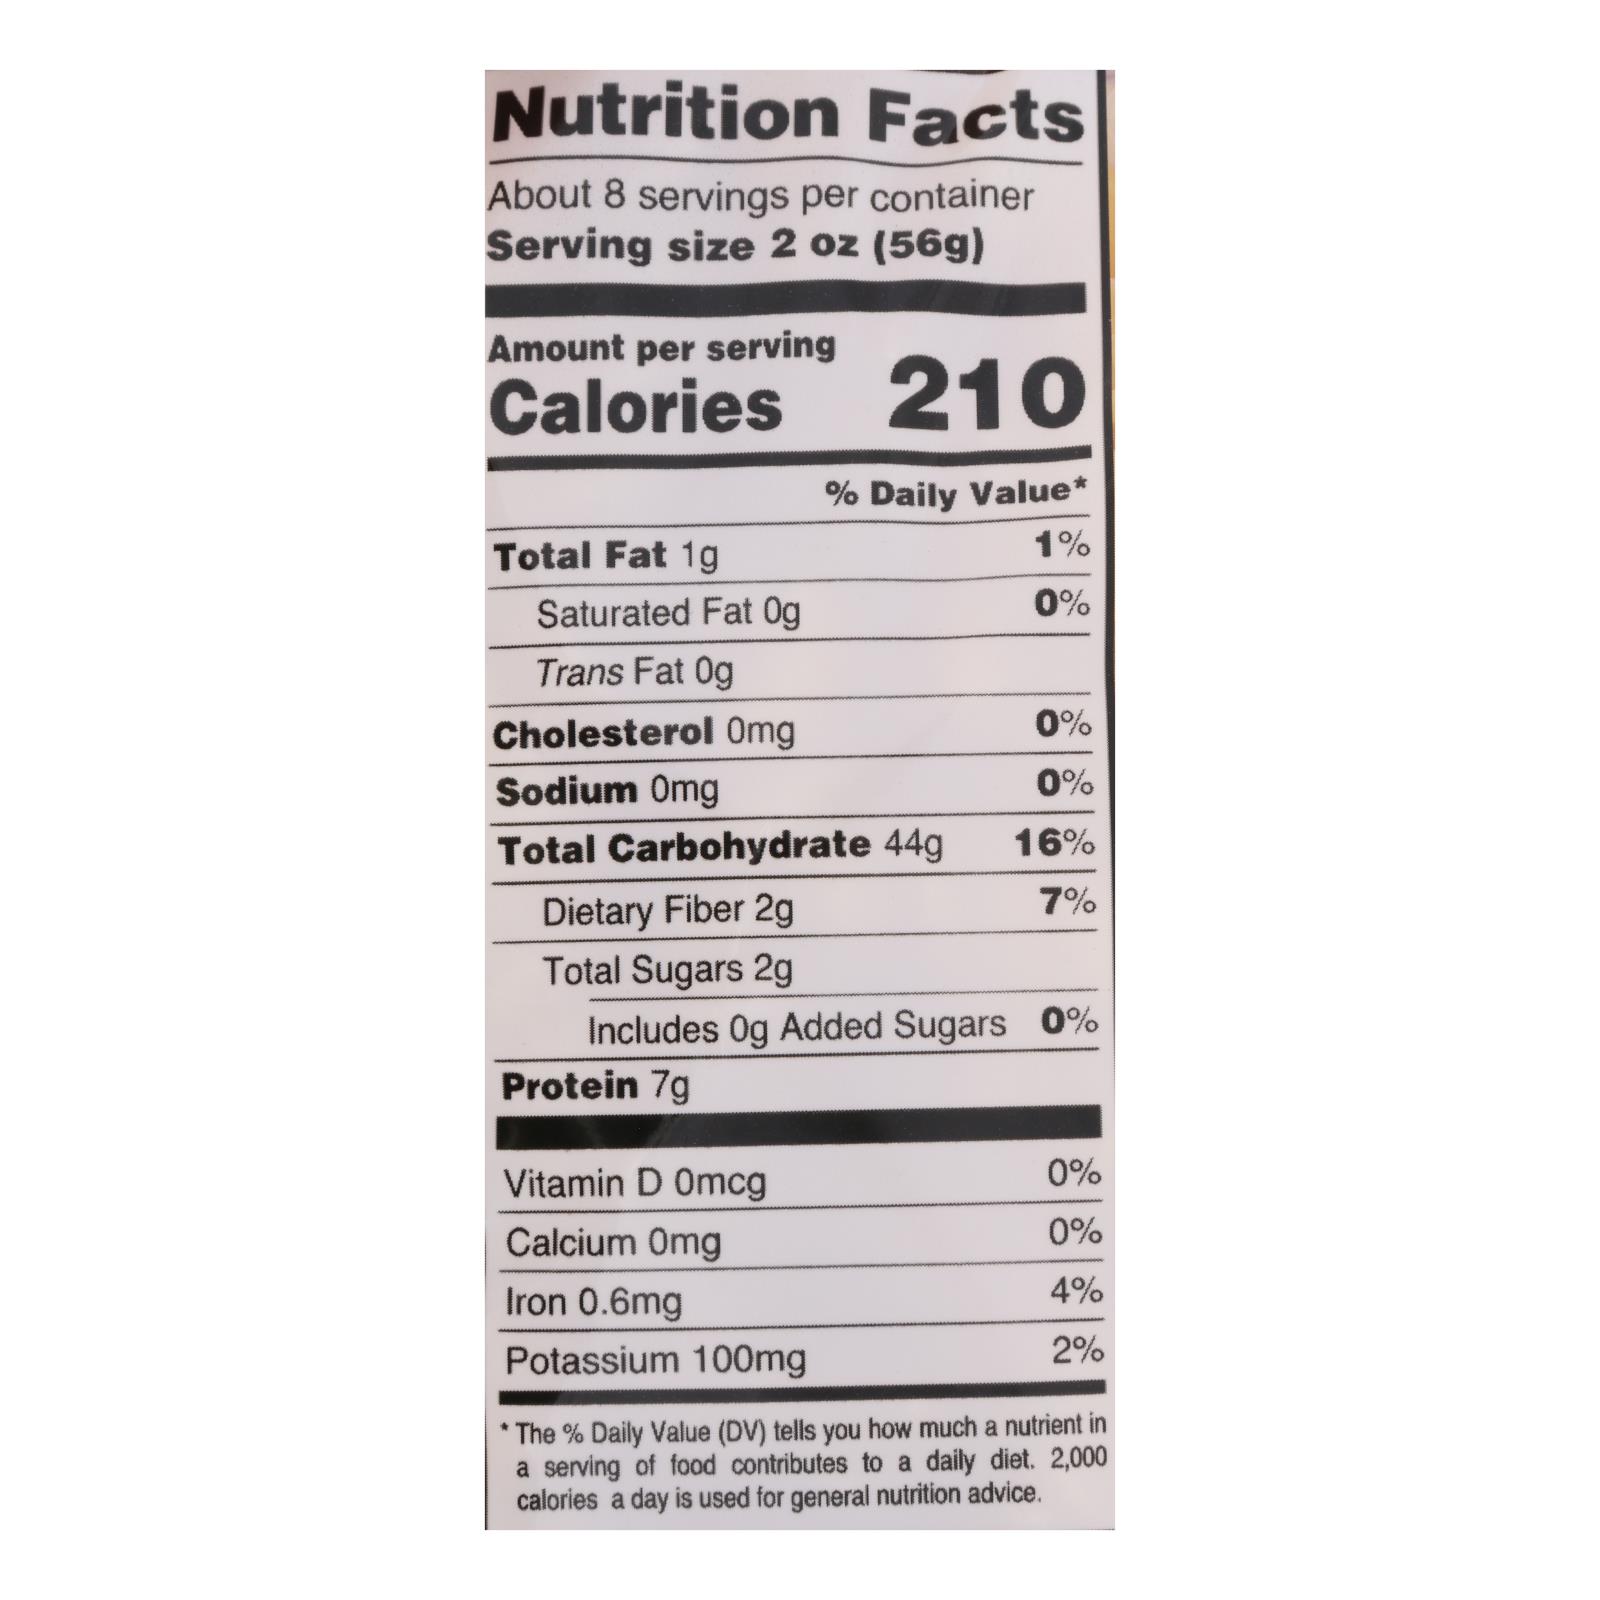 Nutrition Facts
About 8 servings per container
Serving size 2 oz (56g)
Amount per serving
Calories 210
% Daily Value*
Total Fat 1g 1%
Saturated Fat 0g 0%
Trans Fat 0g
Cholesterol 0mg 0%
Sodium 0mg 0%
Total Carbohydrate 44g 16%
Dietary Fiber 2g 7%
Total Sugars 2g
Includes 0g Added Sugars 0%
Protein 7g
Vitamin D 0mcg 0%
Calcium 0mg 0%
Iron 0.6mg 4%
Potassium 100mg 2%
* The % Daily Value (DV) tells you how much a nutrient in
a serving of food contributes to a daily diet. 2,000
calories a day is used for general nutrition advice.